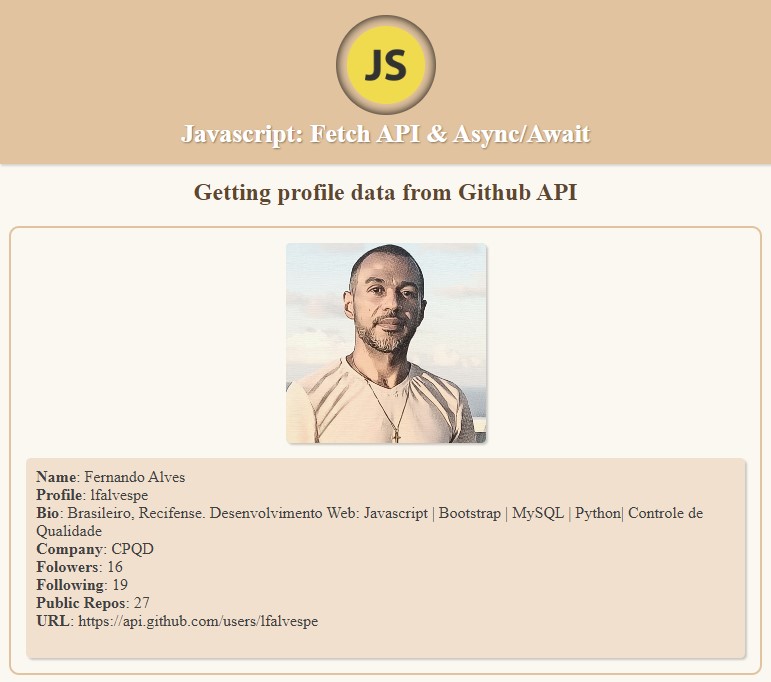 JS
Javascript: Fetch API & Async/Await
Getting profile data from Github API
Name: Fernando Alves
Profile: lfalvespe
Bio: Brasileiro, Recifense. Desenvolvimento Web: Javascript | Bootstrap | MySQL | Python| Controle de
Qualidade
Company: CPQD
Folowers: 16
Following: 19
Public Repos: 27
URL: https://api.github.com/users/lfalvespe